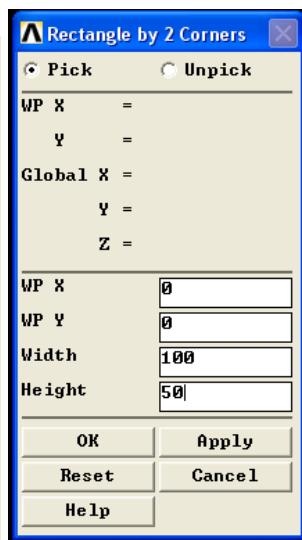 Rectangle by 2 Corners
Pick Unpick
WP X =
Y =
Global X =
Y =
Z =
WP X 0
WP Y 0
Width 100
Height 50
OK Apply
Reset Cancel
Help